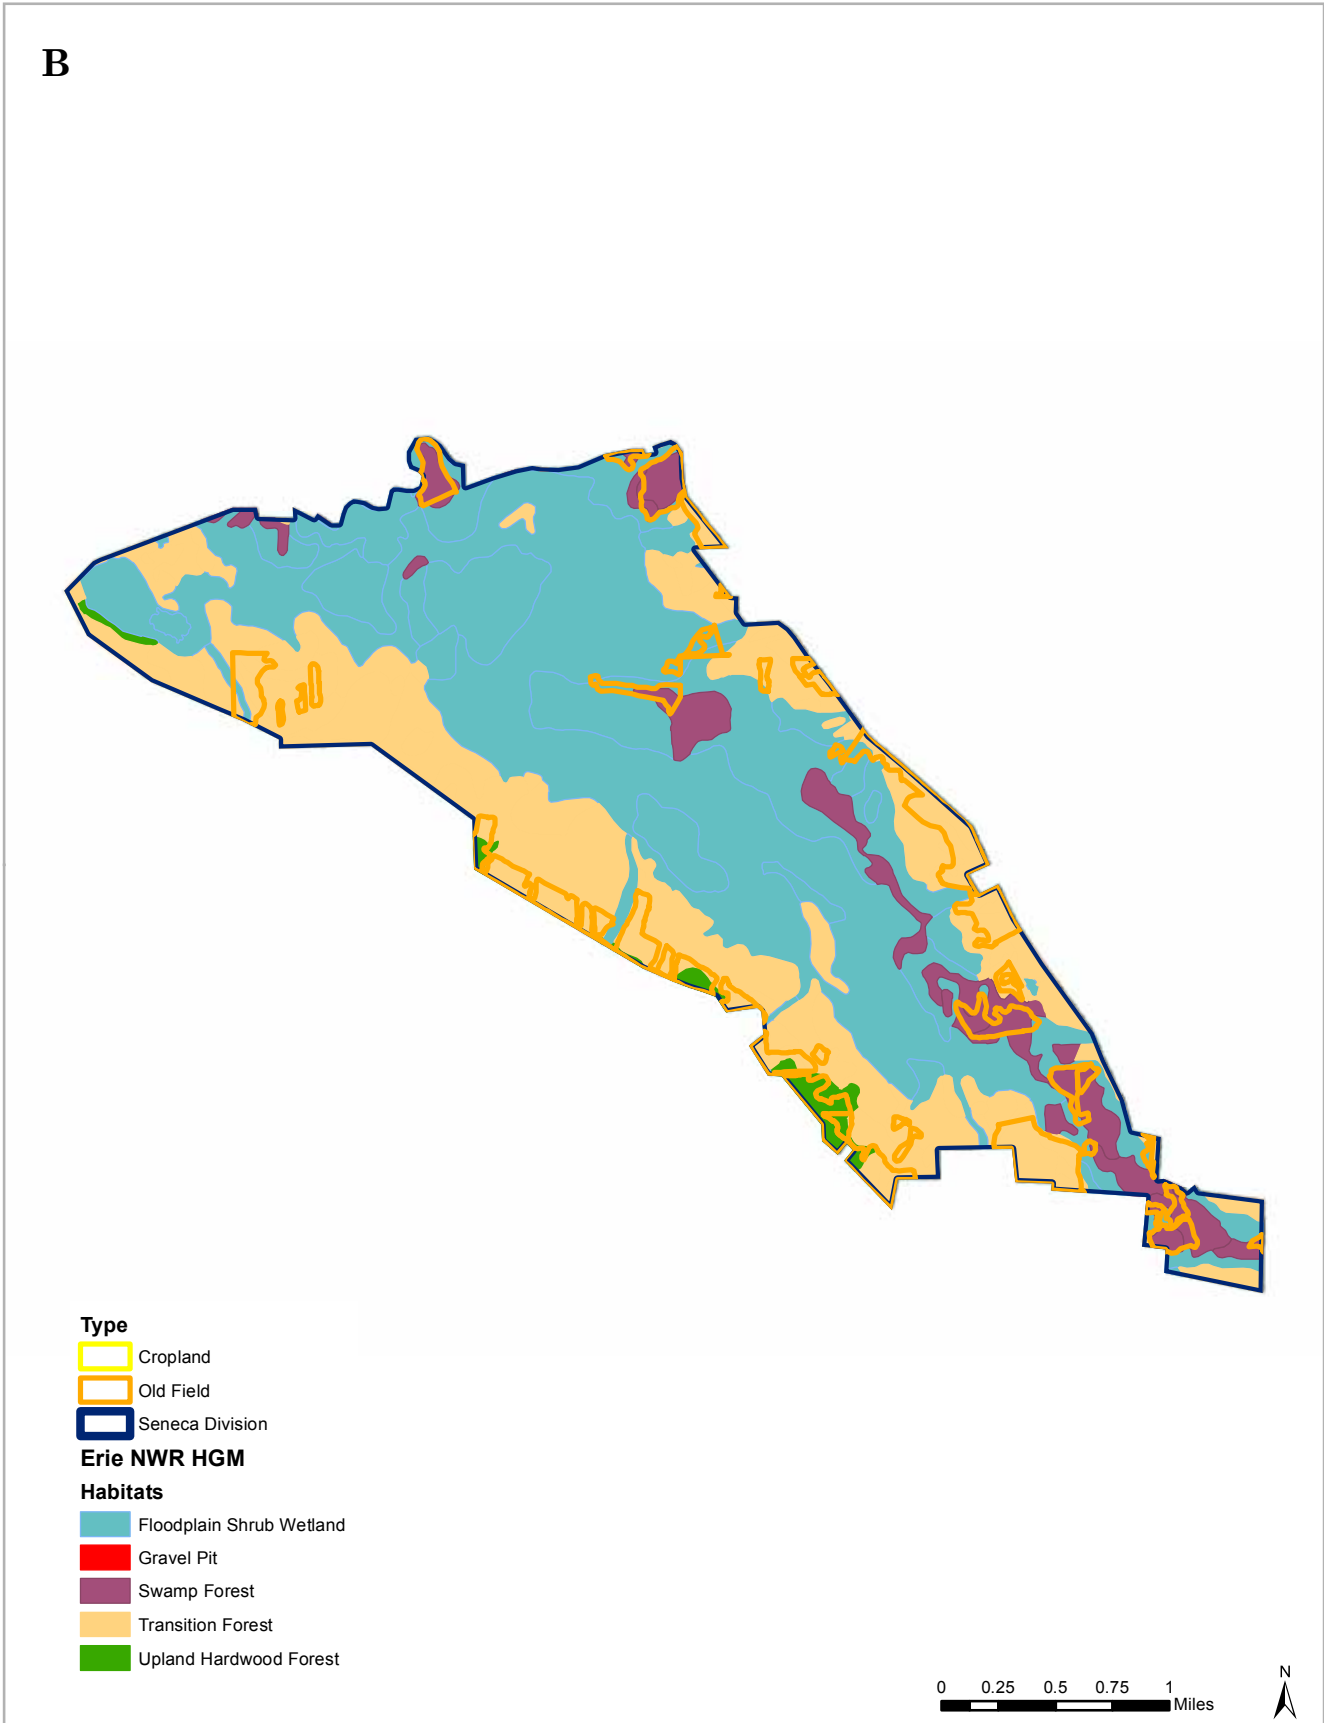 B
Type
Cropland
Old Field
Seneca Division
Erie NWR HGM
Habitats
Floodplain Shrub Wetland
Gravel Pit
Swamp Forest
Transition Forest
Upland Hardwood Forest
0 0.25 0.5 0.75 1
Miles
N